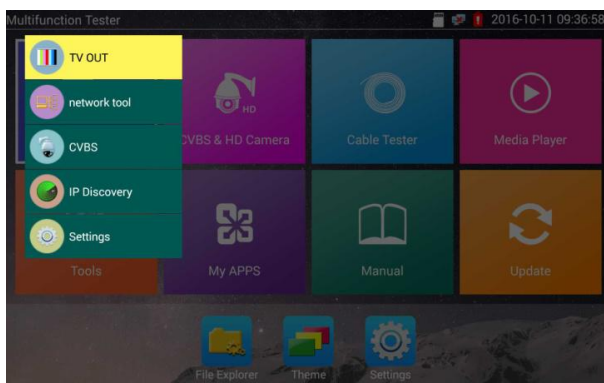 Multifunction Tester
2016-10-11 09:36:58
TV OUT
network tool
CVBS
IP Discovery
Settings
HD
CVBS & HD Camera
Cable Tester
Media Player
Tools
My APPS
Manual
Update
File Explorer
Theme
Settings